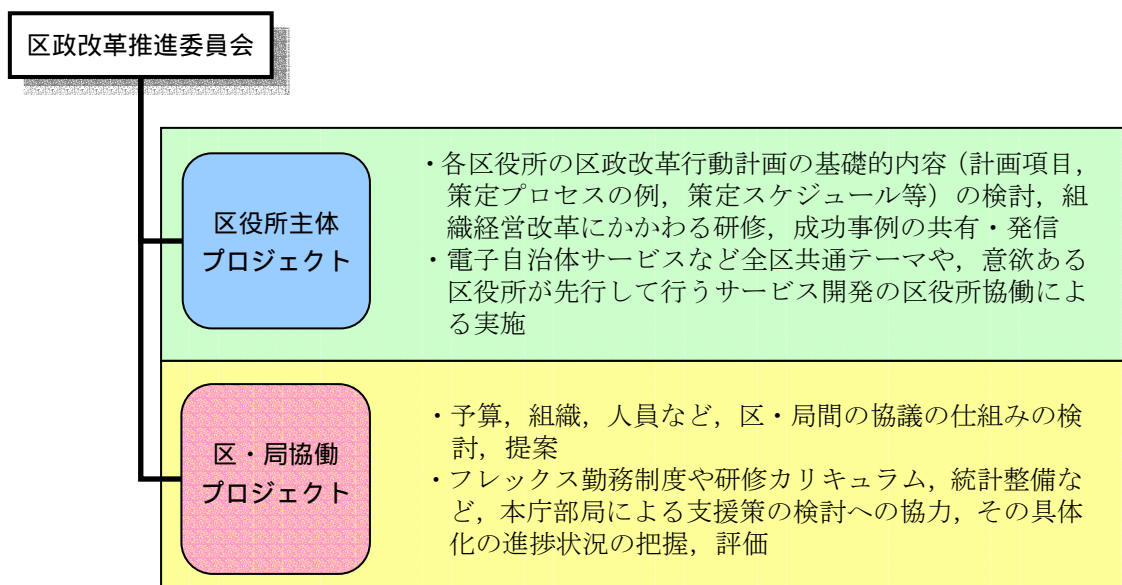 区政改革推進委員会
区役所主体
プロジェクト
・各区役所の区政改革行動計画の基礎的内容（計画項目，
策定プロセスの例，策定スケジュール等）の検討，組
織経営改革にかかわる研修，成功事例の共有・発信
・電子自治体サービスなど全区共通テーマや，意欲ある
区役所が先行して行うサービス開発の区役所協働によ
る実施
区・局協働
プロジェクト
・予算，組織，人員など，区・局間の協議の仕組みの検
討，提案
・フレックス勤務制度や研修カリキュラム，統計整備な
ど，本庁部局による支援策の検討への協力，その具体
化の進捗状況の把握，評価